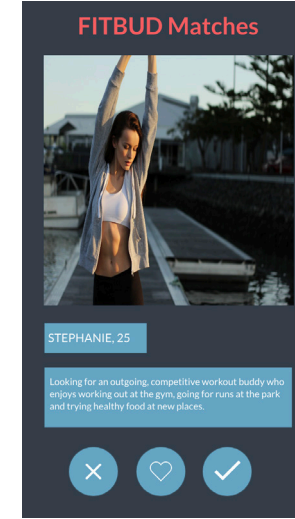 FITBUD Matches
STEPHANIE, 25
Looking for an outgoing, competitive workout buddy who
enjoys working out at the gym, going for runs at the park
and trying healthy food at new places.